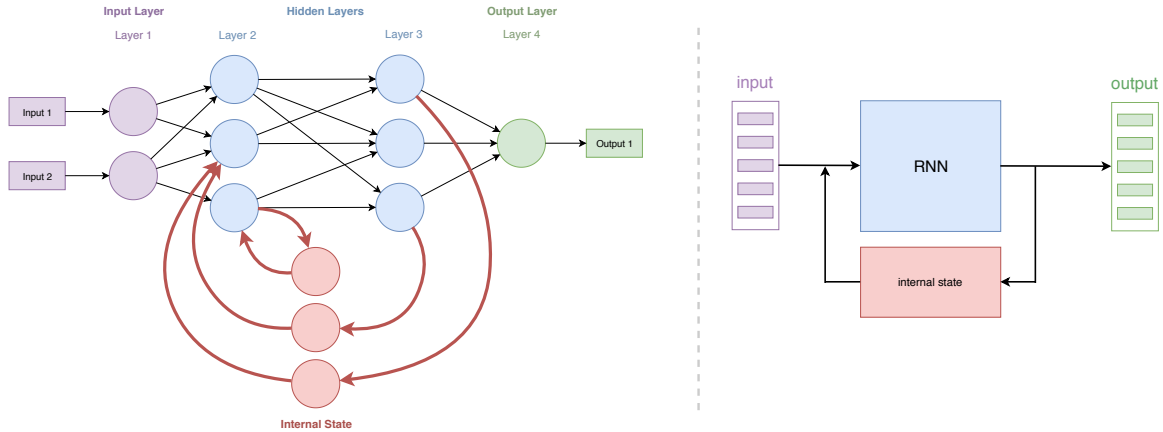 Input Layer
Hidden Layers
Output Layer
Layer 1
Layer 2
Layer 3
Layer 4
Input 1
Input 2
Output 1
Internal State
input
output
RNN
internal state